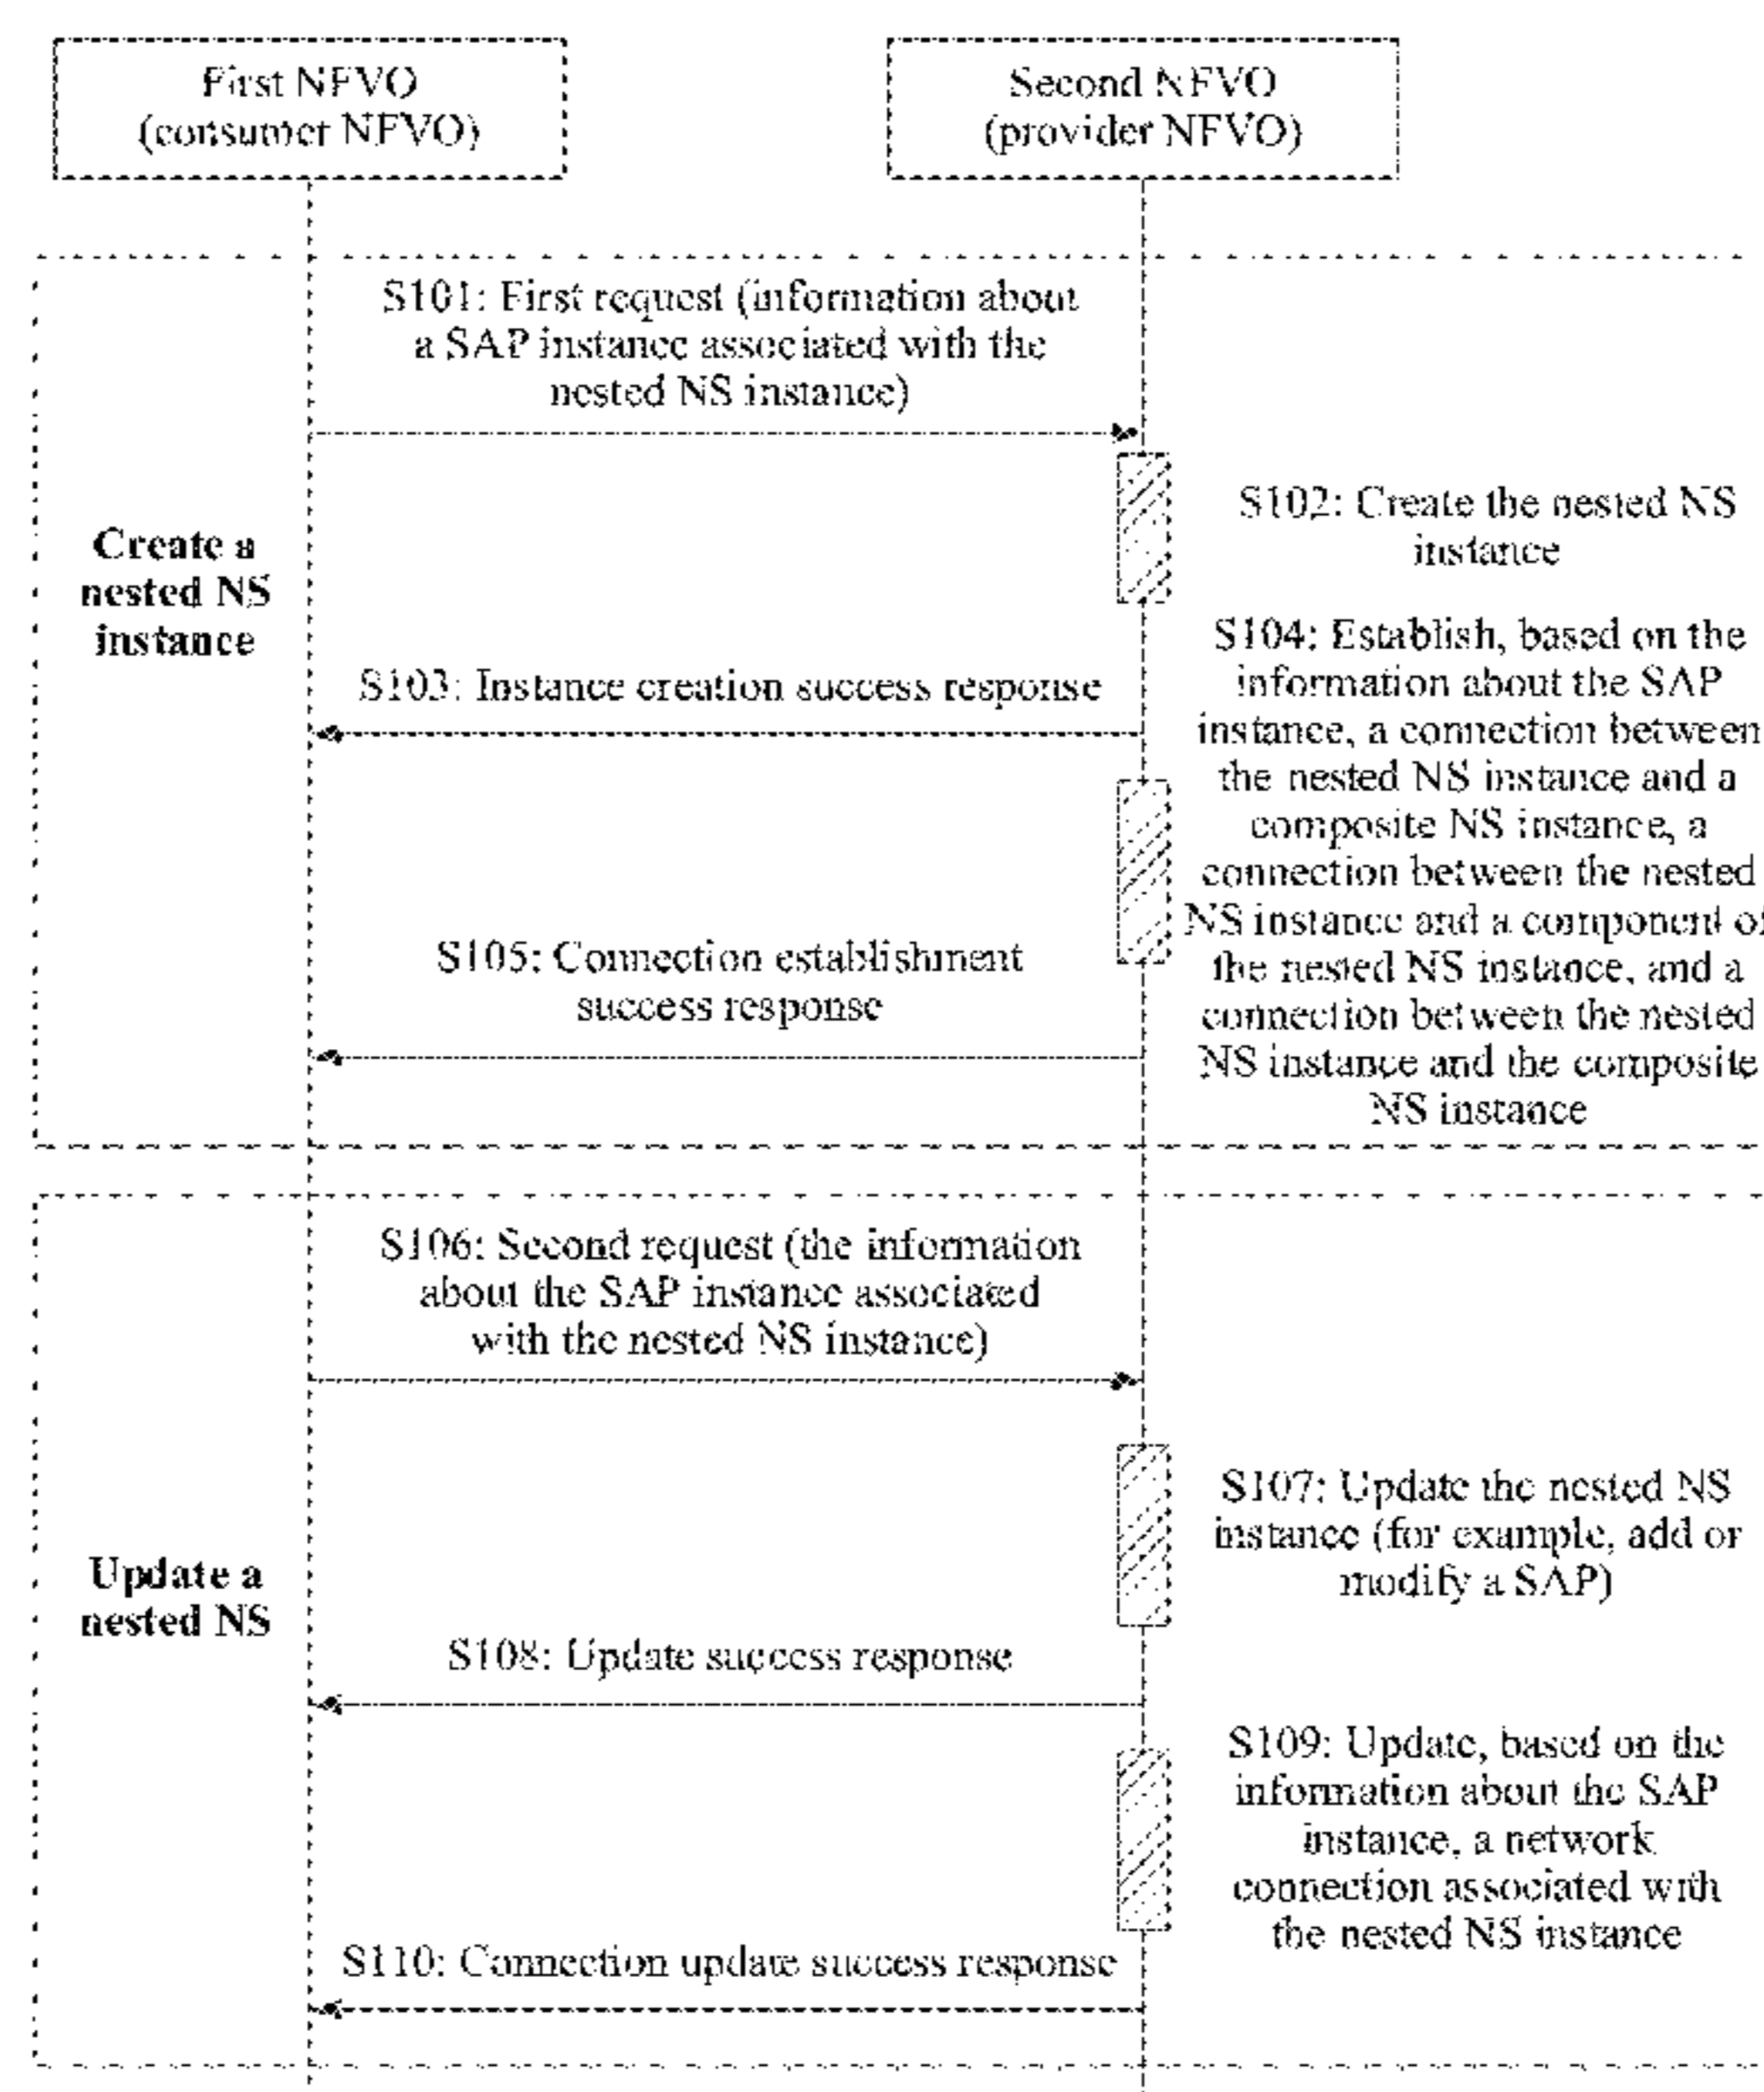 First NFVO
(consumer NFVO)
Second NFVO
(provider NFVO)
S101: First request (information about
a SAP instance associated with the
nested NS instance)
S102: Create the nested NS
instance
Create a
nested NS
instance
S103: Instance creation success response
S104: Establish, based on the
information about the SAP
instance, a connection between
the nested NS instance and a
composite NS instance, a
connection between the nested
NS instance and a component of
the nested NS instance, and a
connection between the nested
NS instance and the composite
NS instance
S105: Connection establishment
success response
S106: Second request (the information
about the SAP instance associated
with the nested NS instance)
S107: Update the nested NS
instance (for example, add or
modify a SAP)
Update a
nested NS
S108: Update success response
S109: Update, based on the
information about the SAP
instance, a network
connection associated with
the nested NS instance
S110: Connection update success response